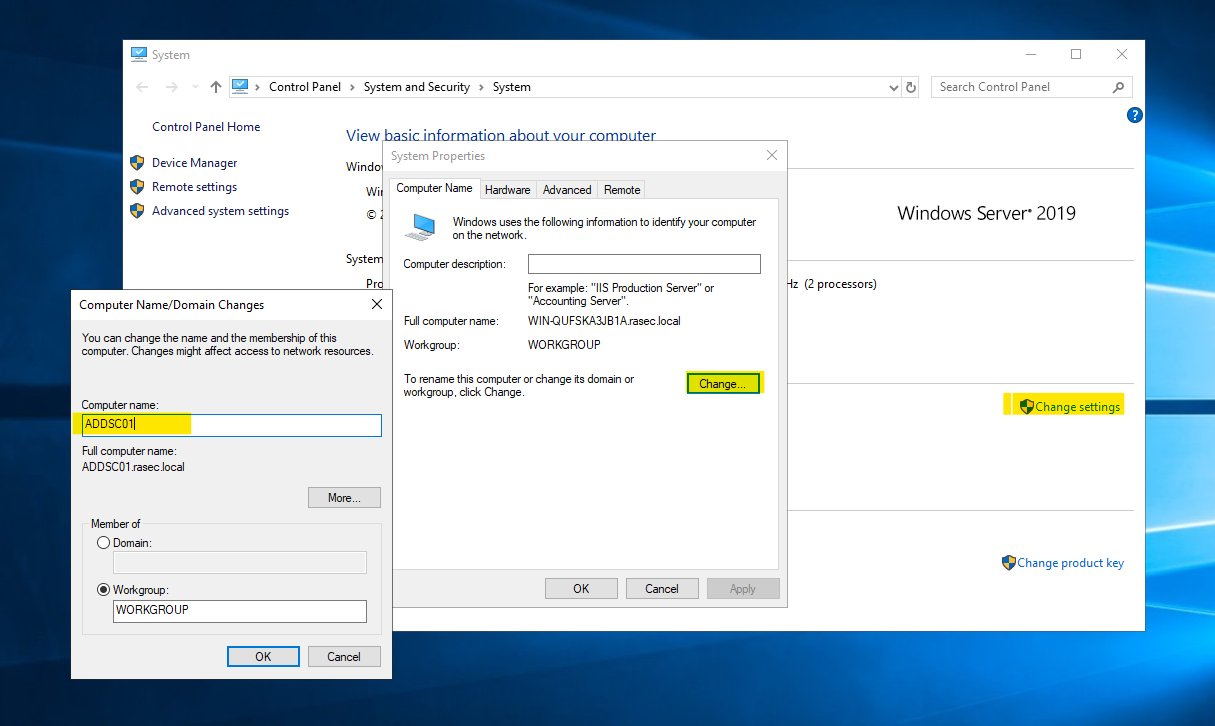 System
Control Panel > System and Security > System
Search Control Panel
?
Control Panel Home
Device Manager
Remote settings
Advanced system settings
View basic information about your computer
Windows Server® 2019
System
Hz (2 processors)
Change settings
Change product key
System Properties
Computer Name
Hardware
Advanced
Remote
Windows uses the following information to identify your computer
on the network.
Computer description:
For example: "IIS Production Server" or
"Accounting Server".
Full computer name: WIN-QUFSKA3JB1A.rasec.local
Workgroup: WORKGROUP
To rename this computer or change its domain or
workgroup, click Change.
Change...
OK
Cancel
Apply
Computer Name/Domain Changes
You can change the name and the membership of this
computer. Changes might affect access to network resources.
Computer name:
ADDSC01
Full computer name:
ADDSC01.rasec.local
More...
Member of
Domain:
Workgroup:
WORKGROUP
OK
Cancel